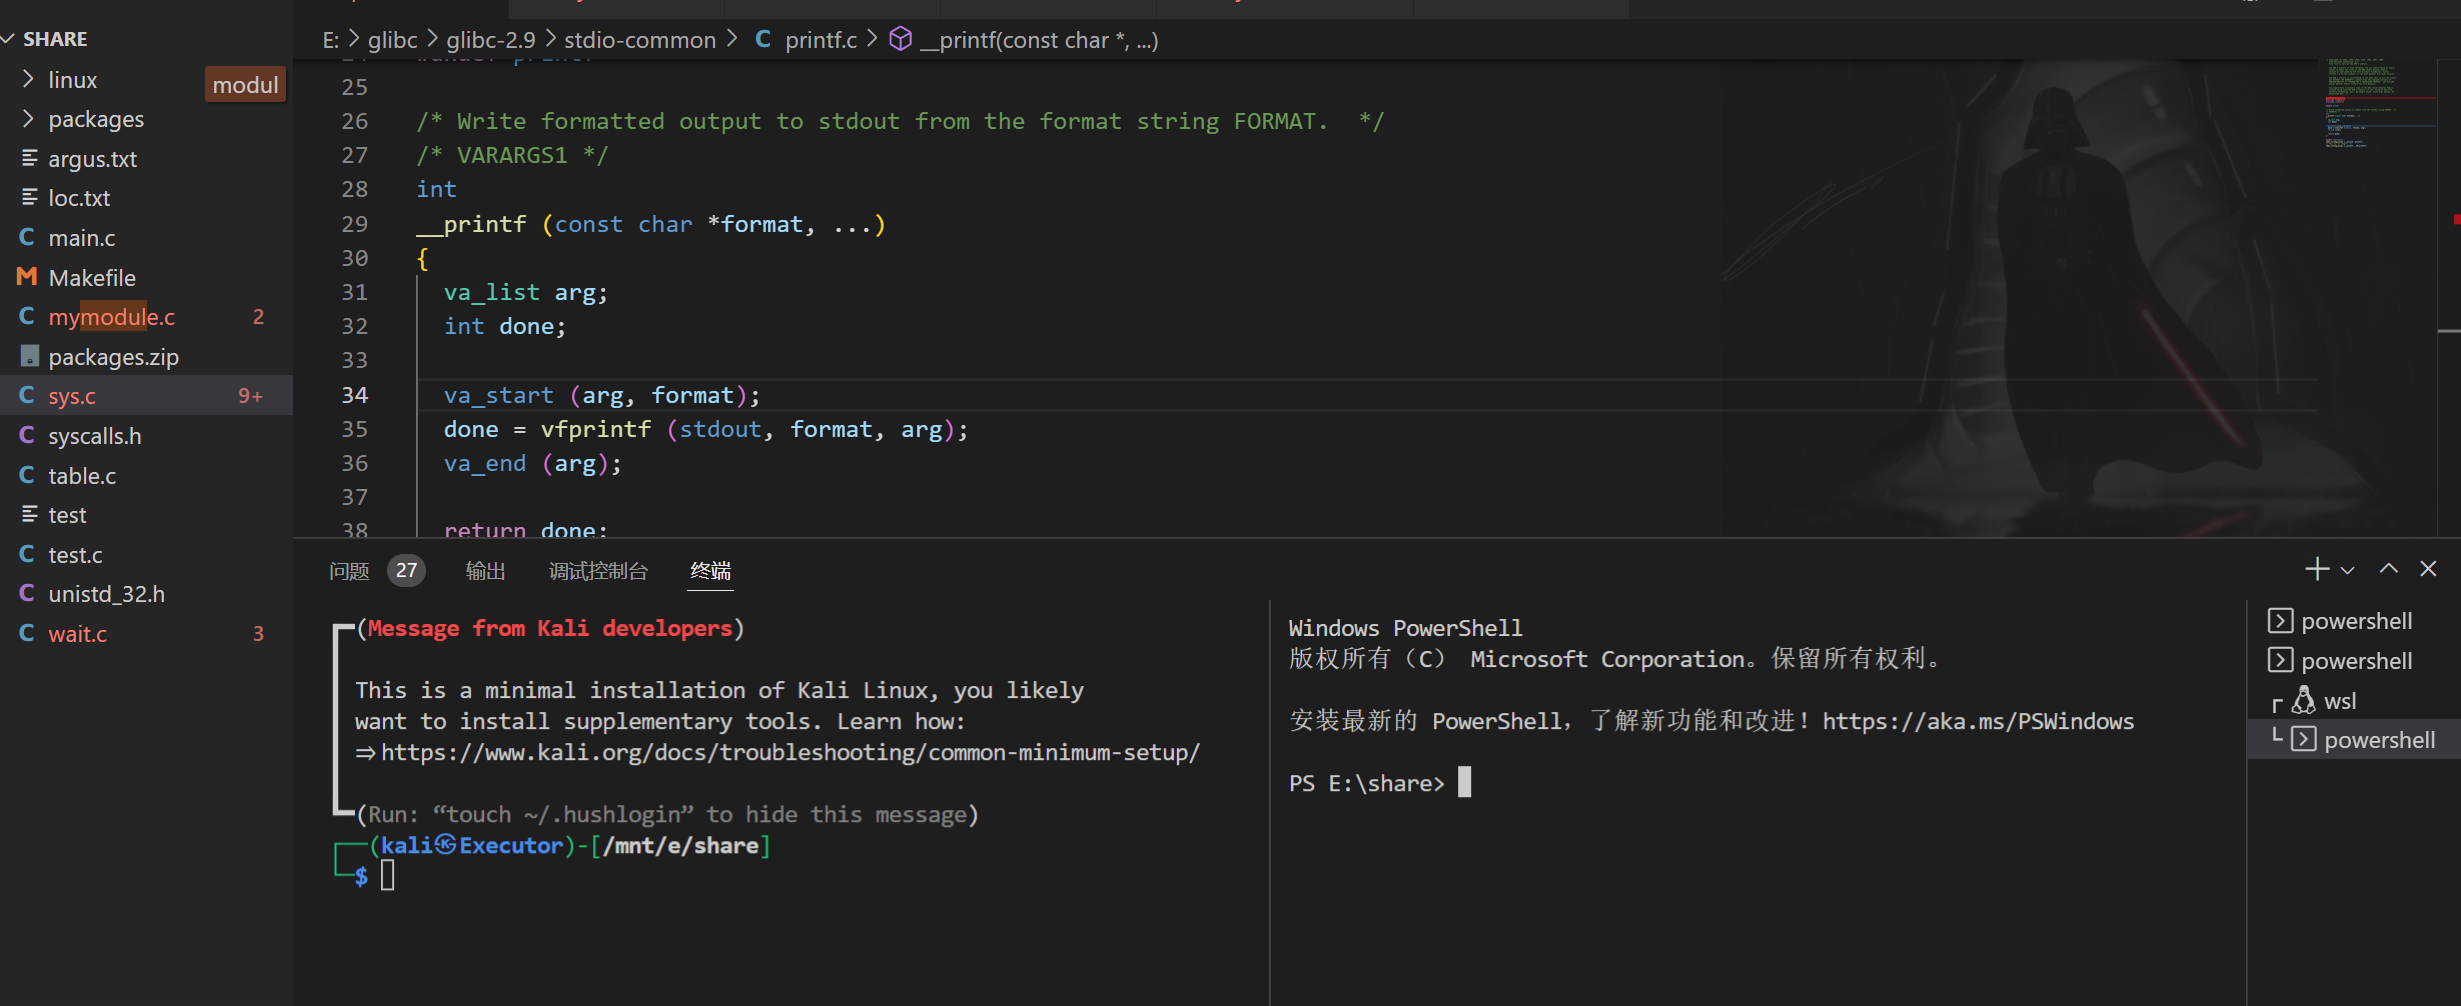 SHARE
linux
modul
packages
argus.txt
loc.txt
main.c
Makefile
mymodule.c 2
packages.zip
sys.c 9+
syscalls.h
table.c
test
test.c
unistd_32.h
wait.c 3
E: > glibc > glibc-2.9 > stdio-common > C printf.c > __printf(const char *, ...)
25
26 /* Write formatted output to stdout from the format string FORMAT.  */
27 /* VARARGS1 */
28 int
29 __printf (const char *format, ...)
30 {
31   va_list arg;
32   int done;
33
34   va_start (arg, format);
35   done = vfprintf (stdout, format, arg);
36   va_end (arg);
37
38   return done;
问题 27 输出 调试控制台 终端
(Message from Kali developers)
This is a minimal installation of Kali Linux, you likely
want to install supplementary tools. Learn how:
⇒https://www.kali.org/docs/troubleshooting/common-minimum-setup/
(Run: “touch ~/.hushlogin” to hide this message)
(kali㉿Executor)-[/mnt/e/share]
$
Windows PowerShell
版权所有（C） Microsoft Corporation。保留所有权利。
安装最新的 PowerShell，了解新功能和改进！https://aka.ms/PSWindows
PS E:\share>
powershell
powershell
wsl
powershell